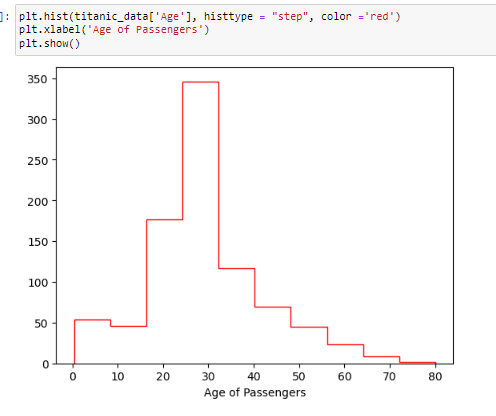 ]: plt.hist(titanic_data['Age'], histtype = "step", color ='red')
plt.xlabel('Age of Passengers')
plt.show()
350
300
250
200
150
100
50
0
0 10 20 30 40 50 60 70 80
Age of Passengers